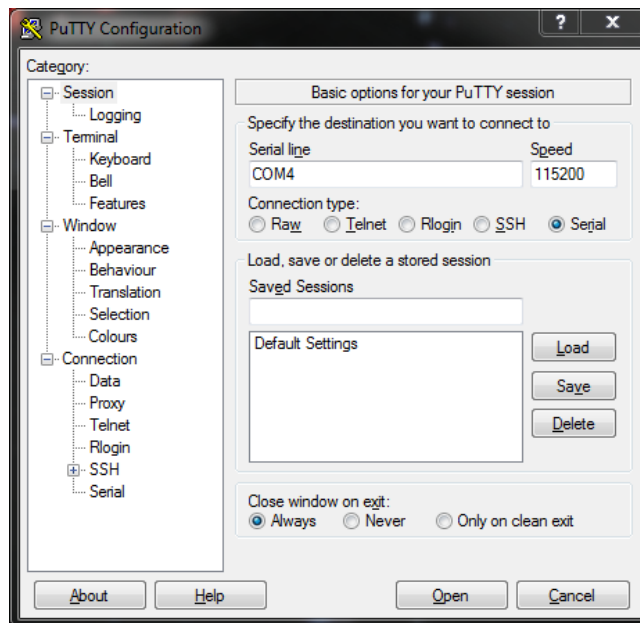 PuTTY Configuration
Category:
Session
Logging
Terminal
Keyboard
Bell
Features
Window
Appearance
Behaviour
Translation
Selection
Colours
Connection
Data
Proxy
Telnet
Rlogin
SSH
Serial
Basic options for your PuTTY session
Specify the destination you want to connect to
Serial line Speed
COM4 115200
Connection type:
Raw Telnet Rlogin SSH Serial
Load, save or delete a stored session
Saved Sessions
Default Settings
Load
Save
Delete
Close window on exit:
Always Never Only on clean exit
About Help Open Cancel